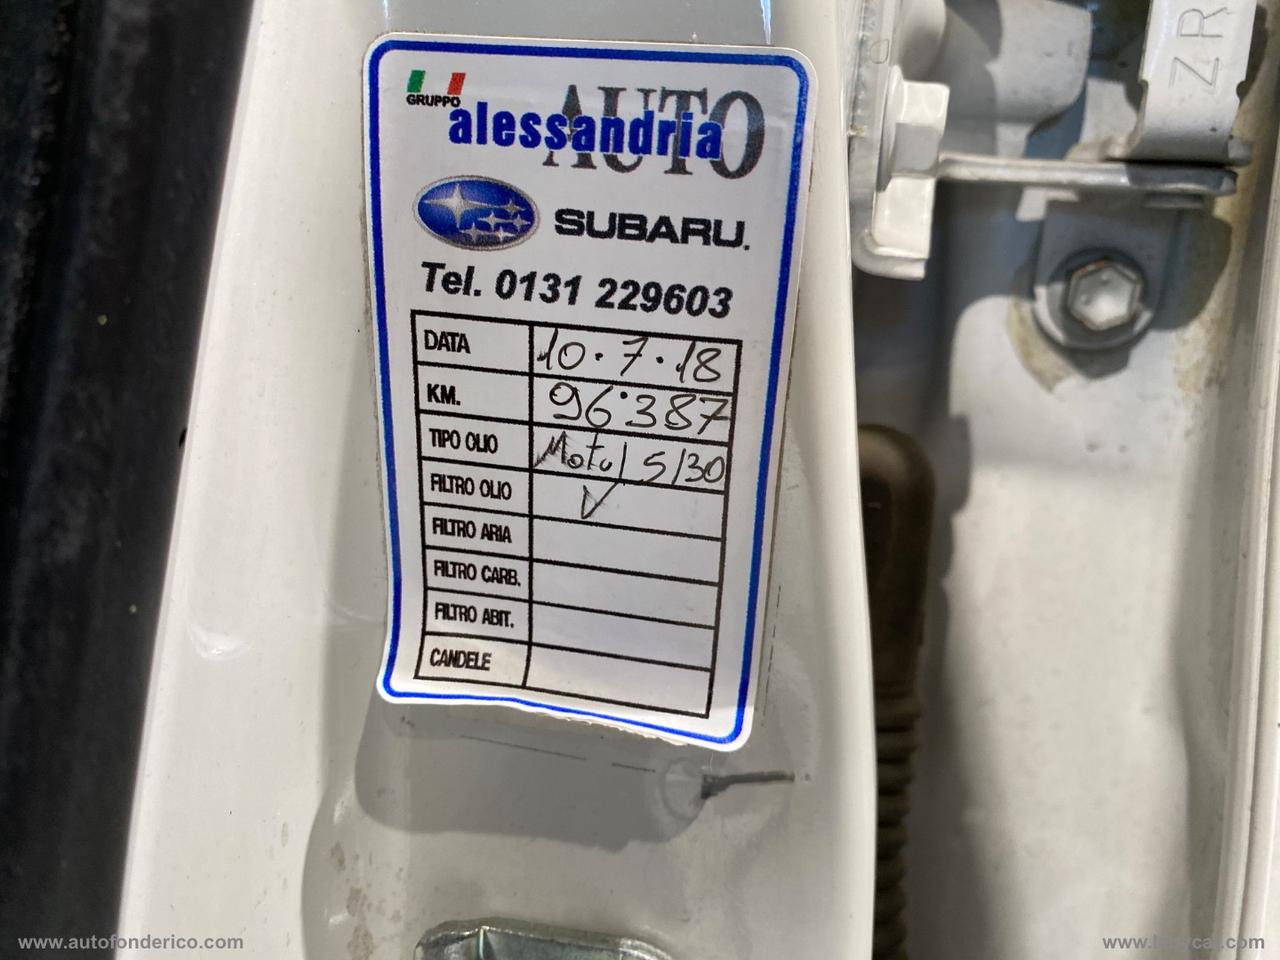 GRUPPO
AUTO
alessandria
SUBARU.
Tel. 0131 229603
DATA 10.7.18
KM. 96.387
TIPO OLIO Motul 5/30
FILTRO OLIO V
FILTRO ARIA
FILTRO CARB.
FILTRO ABIT.
CANDELE
ZR
www.autofonderico.com